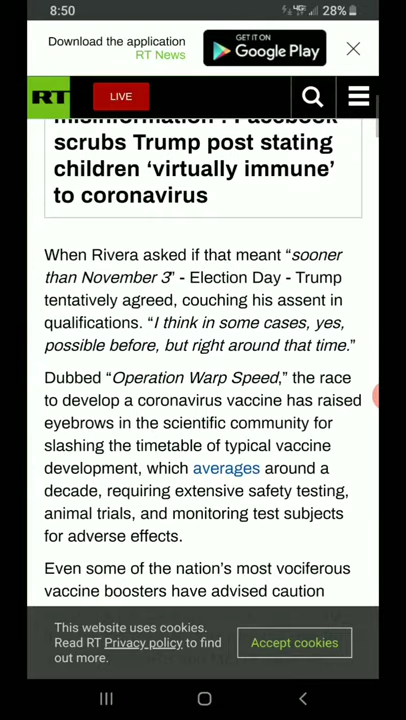 8:50
4G 28%
Download the application
RT News
GET IT ON
Google Play
RT
LIVE
misinformation': Facebook
scrubs Trump post stating
children ‘virtually immune’
to coronavirus
When Rivera asked if that meant “sooner
than November 3” - Election Day - Trump
tentatively agreed, couching his assent in
qualifications. “I think in some cases, yes,
possible before, but right around that time.”
Dubbed “Operation Warp Speed,” the race
to develop a coronavirus vaccine has raised
eyebrows in the scientific community for
slashing the timetable of typical vaccine
development, which averages around a
decade, requiring extensive safety testing,
animal trials, and monitoring test subjects
for adverse effects.
Even some of the nation’s most vociferous
vaccine boosters have advised caution
This website uses cookies.
Read RT Privacy policy to find
out more.
Accept cookies